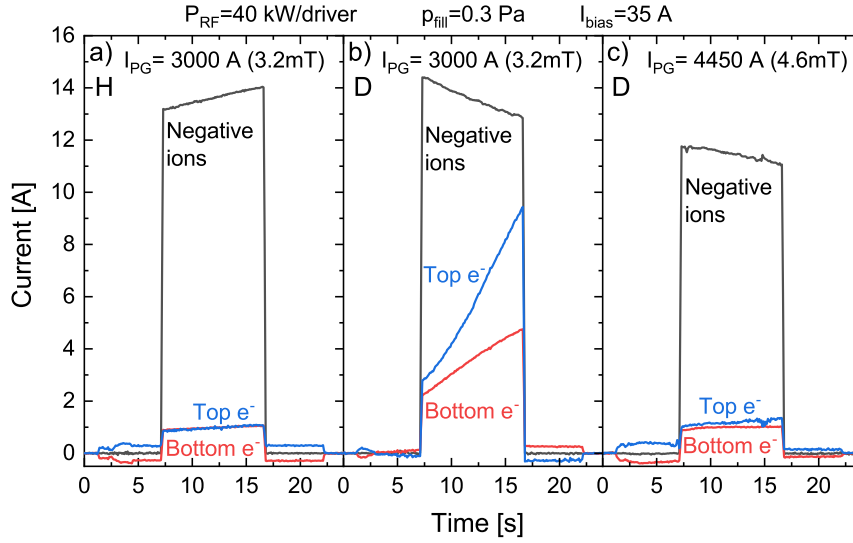 P_RF=40 kW/driver p_fill=0.3 Pa I_bias=35 A
a) b) c)
I_PG= 3000 A (3.2mT) I_PG= 3000 A (3.2mT) I_PG= 4450 A (4.6mT)
H D D
Negative
ions
Negative
ions
Negative
ions
Top e⁻
Bottom e⁻
Top e⁻
Bottom e⁻
Top e⁻
Bottom e⁻
Current [A]
16
14
12
10
8
6
4
2
0
0 5 10 15 20 0 5 10 15 20 0 5 10 15 20
Time [s]